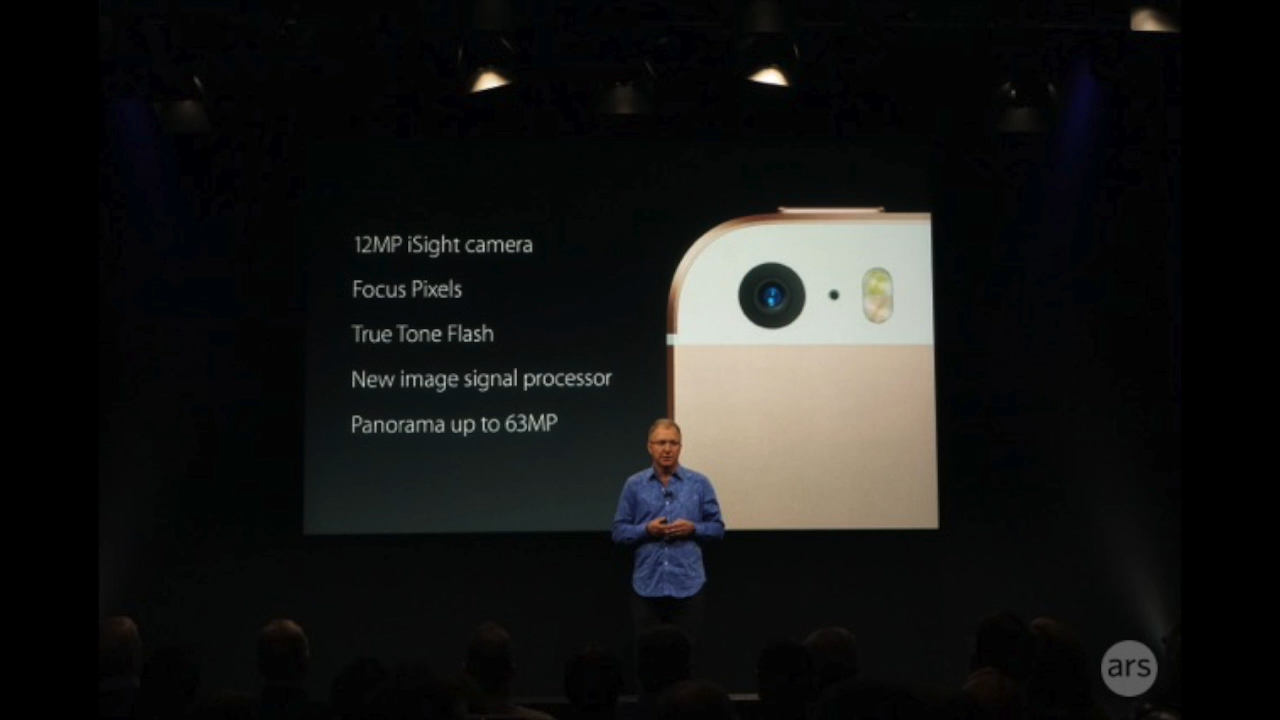 12MP iSight camera
Focus Pixels
True Tone Flash
New image signal processor
Panorama up to 63MP
ars